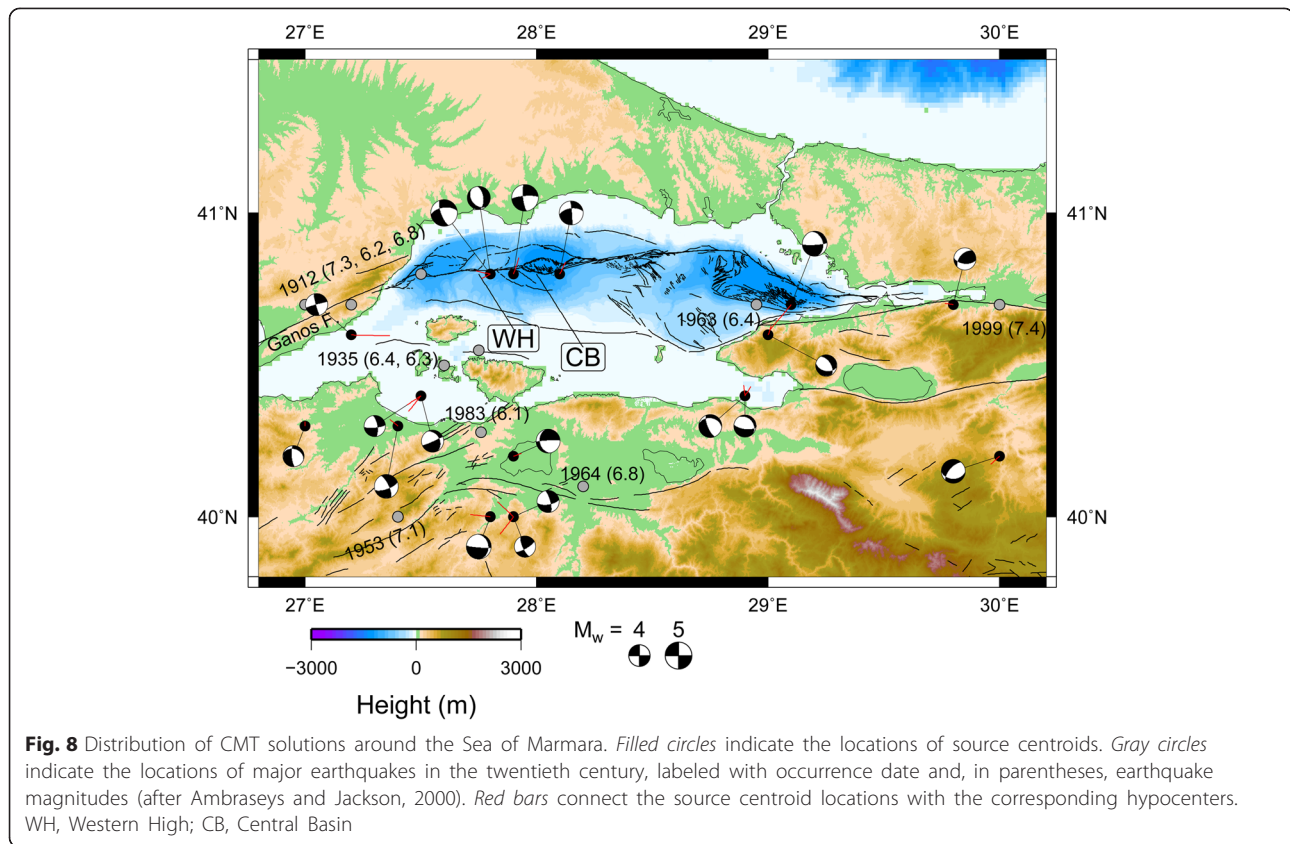 27˚E 28˚E 29˚E 30˚E
41˚N 41˚N
1912 (7.3, 6.2, 6.8)
Ganos F.
1963 (6.4)
1999 (7.4)
WH
1935 (6.4, 6.3)
CB
1983 (6.1)
1964 (6.8)
40˚N 40˚N
1953 (7.1)
27˚E 28˚E 29˚E 30˚E
Mw = 4 5
−3000 0 3000
Height (m)
Fig. 8 Distribution of CMT solutions around the Sea of Marmara. Filled circles indicate the locations of source centroids. Gray circles
indicate the locations of major earthquakes in the twentieth century, labeled with occurrence date and, in parentheses, earthquake
magnitudes (after Ambraseys and Jackson, 2000). Red bars connect the source centroid locations with the corresponding hypocenters.
WH, Western High; CB, Central Basin